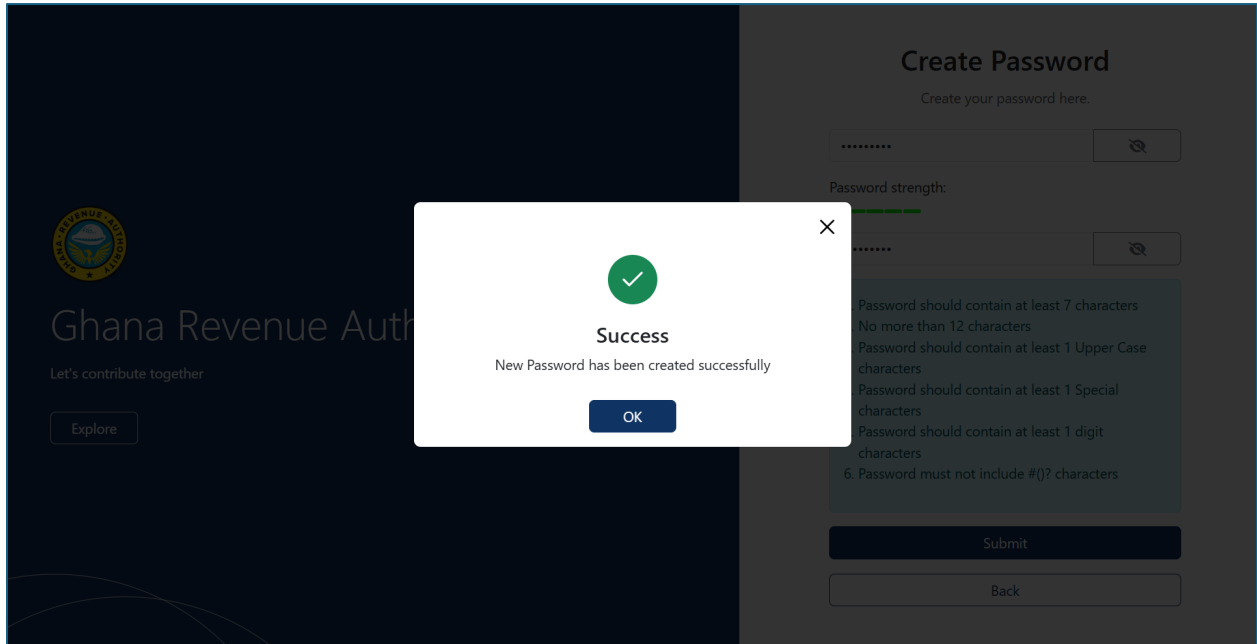 GHANA REVENUE AUTHORITY
Ghana Revenue Auth
Let's contribute together
Explore
Create Password
Create your password here.
•••••••••
Password strength:
••••••••
Password should contain at least 7 characters
No more than 12 characters
Password should contain at least 1 Upper Case
characters
Password should contain at least 1 Special
characters
Password should contain at least 1 digit
characters
6. Password must not include #()? characters
Submit
Back
Success
New Password has been created successfully
OK